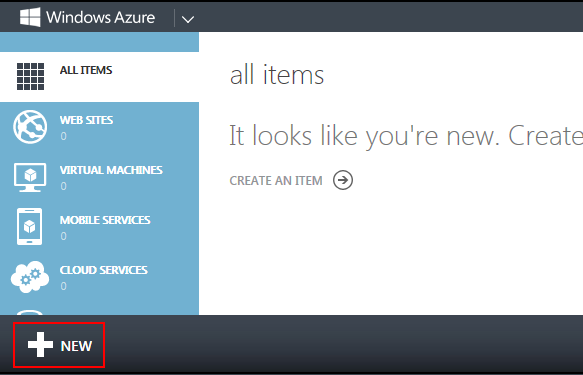 Windows Azure
ALL ITEMS
WEB SITES
0
VIRTUAL MACHINES
0
MOBILE SERVICES
0
CLOUD SERVICES
0
all items
It looks like you're new. Create
CREATE AN ITEM
NEW